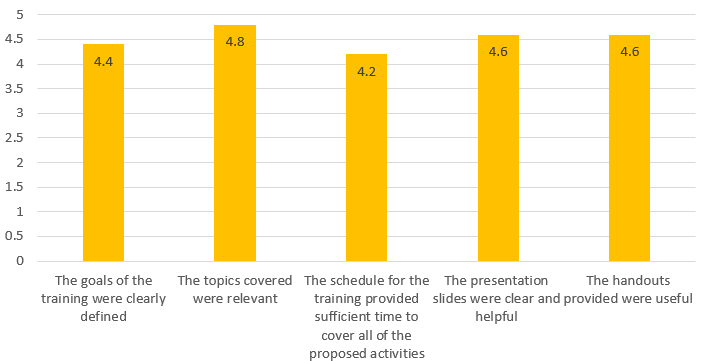 5
4.5
4
3.5
3
2.5
2
1.5
1
0.5
0
4.4
4.8
4.2
4.6
4.6
The goals of the
training were clearly
defined
The topics covered
were relevant
The schedule for the
training provided
sufficient time to
cover all of the
proposed activities
The presentation
slides were clear and
helpful
The handouts
provided were useful